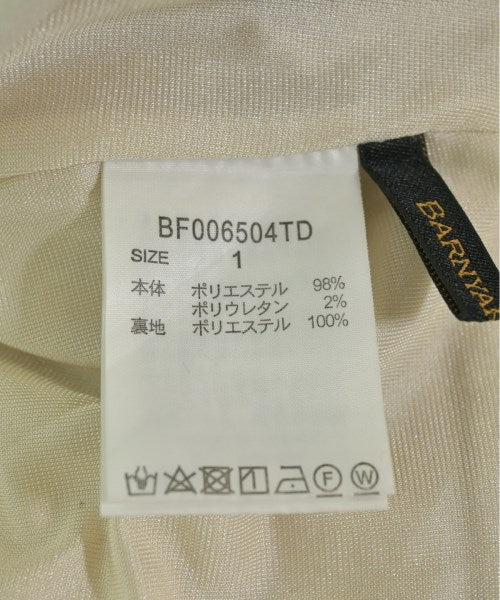 BF006504TD
SIZE 1
本体 ポリエステル 98%
ポリウレタン 2%
裏地 ポリエステル 100%
F W